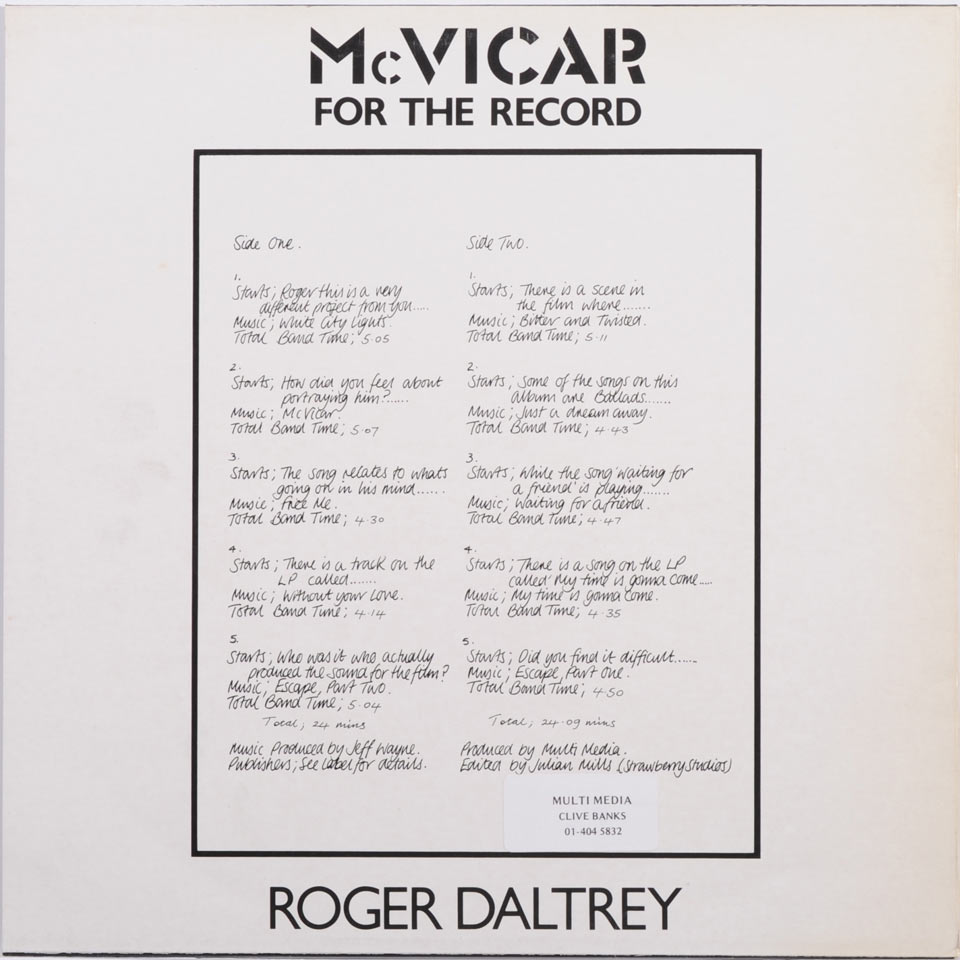 McVICAR
FOR THE RECORD
Side One.
1.
Starts; Roger this is a very
different project from you.....
Music; White City Lights.
Total Band Time; 5·05
2.
Starts; How did you feel about
portraying him?......
Music; McVicar.
Total Band Time; 5·07
3.
Starts; The song relates to whats
going on in his mind......
Music; Free Me.
Total Band Time; 4·30
4.
Starts; There is a track on the
LP called.......
Music; Without your Love.
Total Band Time; 4·14
5.
Starts; Who was it who actually
produced the sound for the film?
Music; Escape, Part Two.
Total Band Time; 5·04
Total; 24 mins
Music Produced by Jeff Wayne.
Publishers; See Label for details.
Side Two.
1.
Starts; There is a scene in
the film where.......
Music; Bitter and Twisted.
Total Band Time; 5·11
2.
Starts; Some of the songs on this
album are Ballads.......
Music; Just a dream away.
Total Band Time; 4·43
3.
Starts; While the song 'waiting for
a friend' is playing.......
Music; Waiting for a friend.
Total Band Time; 4·47
4.
Starts; There is a song on the LP
called 'My time is gonna come.....
Music; My time is gonna come.
Total Band Time; 4·35
5.
Starts; Did you find it difficult......
Music; Escape, Part One.
Total Band Time; 4·50
Total; 24·09 mins
Produced by Multi Media.
Edited by Julian Mills (Strawberry Studios)
MULTI MEDIA
CLIVE BANKS
01-404 5832
ROGER DALTREY